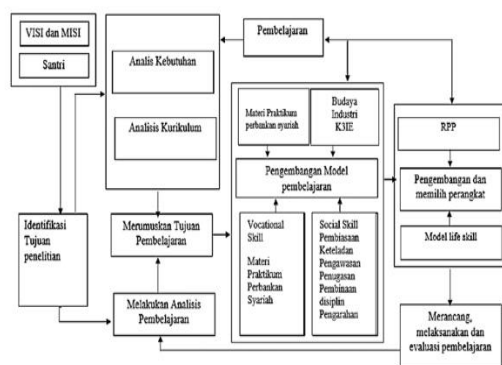 VISI dan MISI
Santri
Analis Kebutuhan
Analisis Kurikulum
Pembelajaran
Materi Praktikum
perbankan syariah
Budaya
Industri
K3IE
Pengembangan Model
pembelajaran
Vocational
Skill
Materi
Praktikum
Perbankan
Syariah
Social Skill
Pembiasaan
Keteladan
Pengawasan
Penugasan
Pembinaan
disiplin
Pengarahan
RPP
Pengembangan dan
memilih perangkat
Model life skill
Identifikasi
Tujuan
penelitian
Merumuskan Tujuan
Pembelajaran
Melakukan Analisis
Pembelajaran
Merancang,
melaksanakan dan
evaluasi pembelajaran